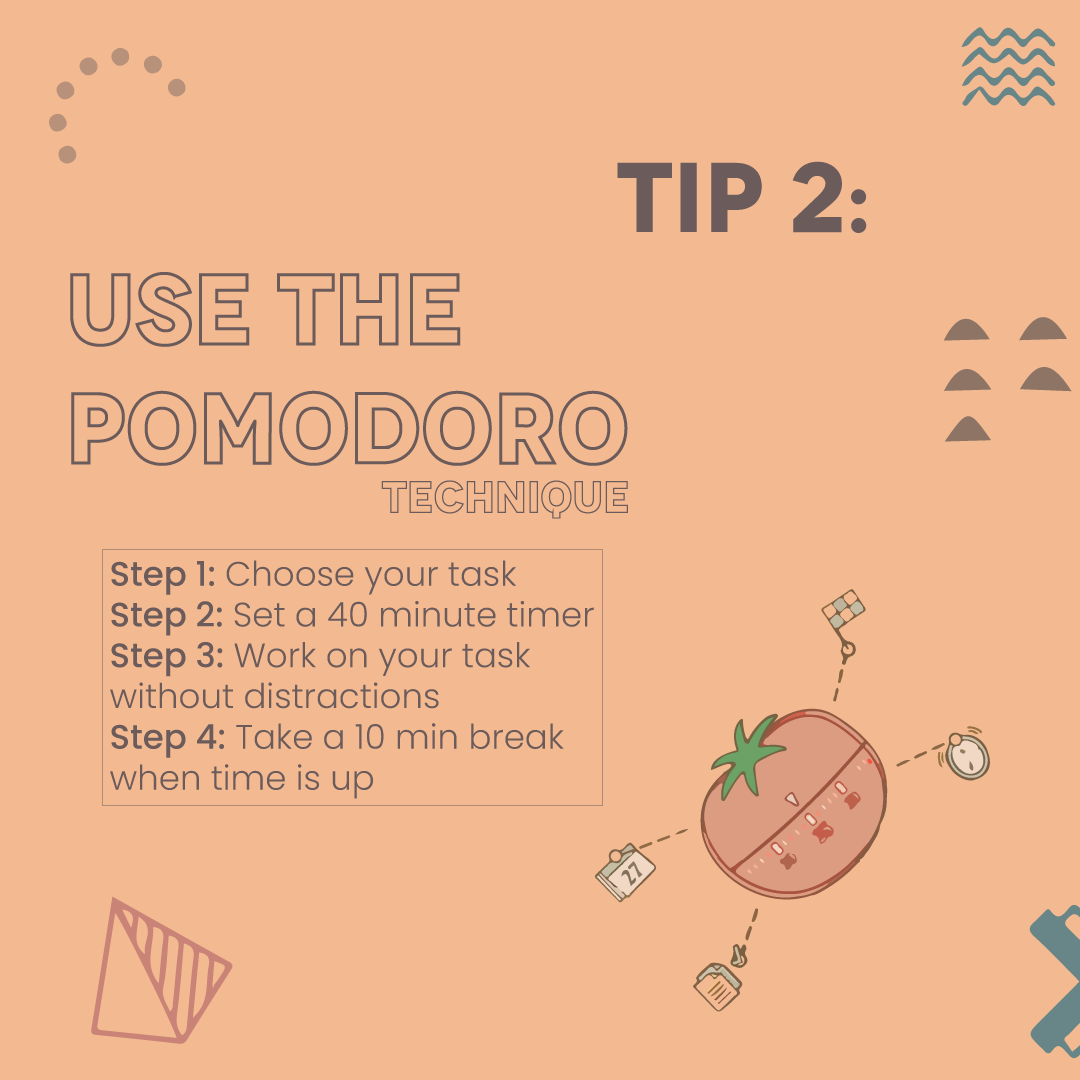 TIP 2:
USE THE
POMODORO
TECHNIQUE
Step 1: Choose your task
Step 2: Set a 40 minute timer
Step 3: Work on your task
without distractions
Step 4: Take a 10 min break
when time is up
27